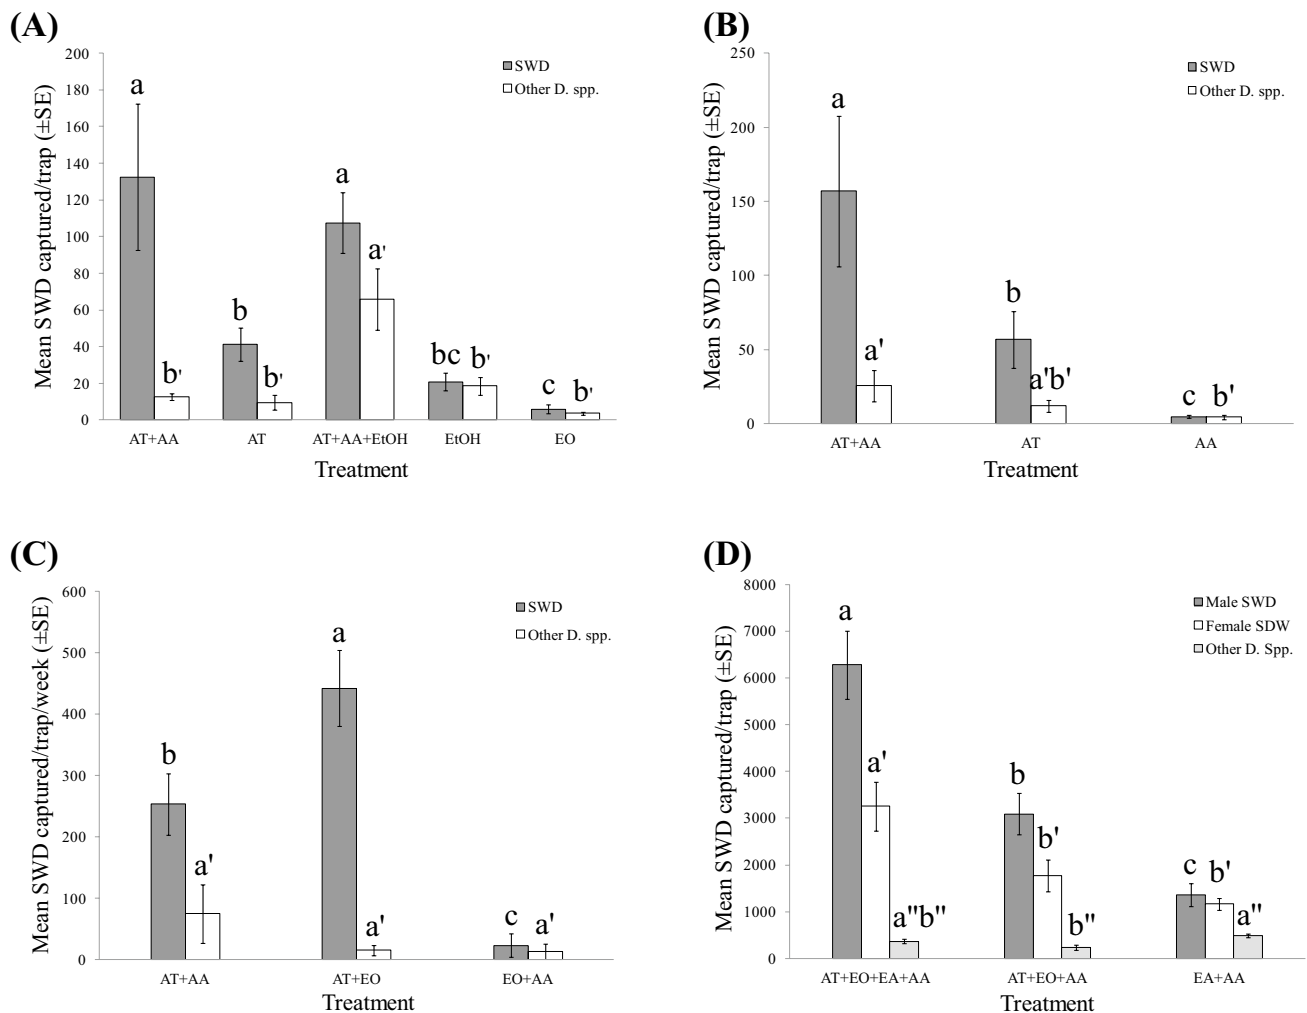 (A)
200
180
160
140
120
100
80
60
40
20
0
Mean SWD captured/trap (±SE)
SWD
Other D. spp.
a
b'
b
b'
a
a'
bc
b'
c
b'
AT+AA
AT
AT+AA+EtOH
EtOH
EO
Treatment
(B)
250
200
150
100
50
0
Mean SWD captured/trap (±SE)
SWD
Other D. spp.
a
a'
b
a'b'
c
b'
AT+AA
AT
AA
Treatment
(C)
600
500
400
300
200
100
0
Mean SWD captured/trap/week (±SE)
SWD
Other D. spp.
b
a'
a
a'
c
a'
AT+AA
AT+EO
EO+AA
Treatment
(D)
8000
7000
6000
5000
4000
3000
2000
1000
0
Mean SWD captured/trap (±SE)
Male SWD
Female SDW
Other D. Spp.
a
a'
a"b"
b
b'
b"
c
b'
a"
AT+EO+EA+AA
AT+EO+AA
EA+AA
Treatment